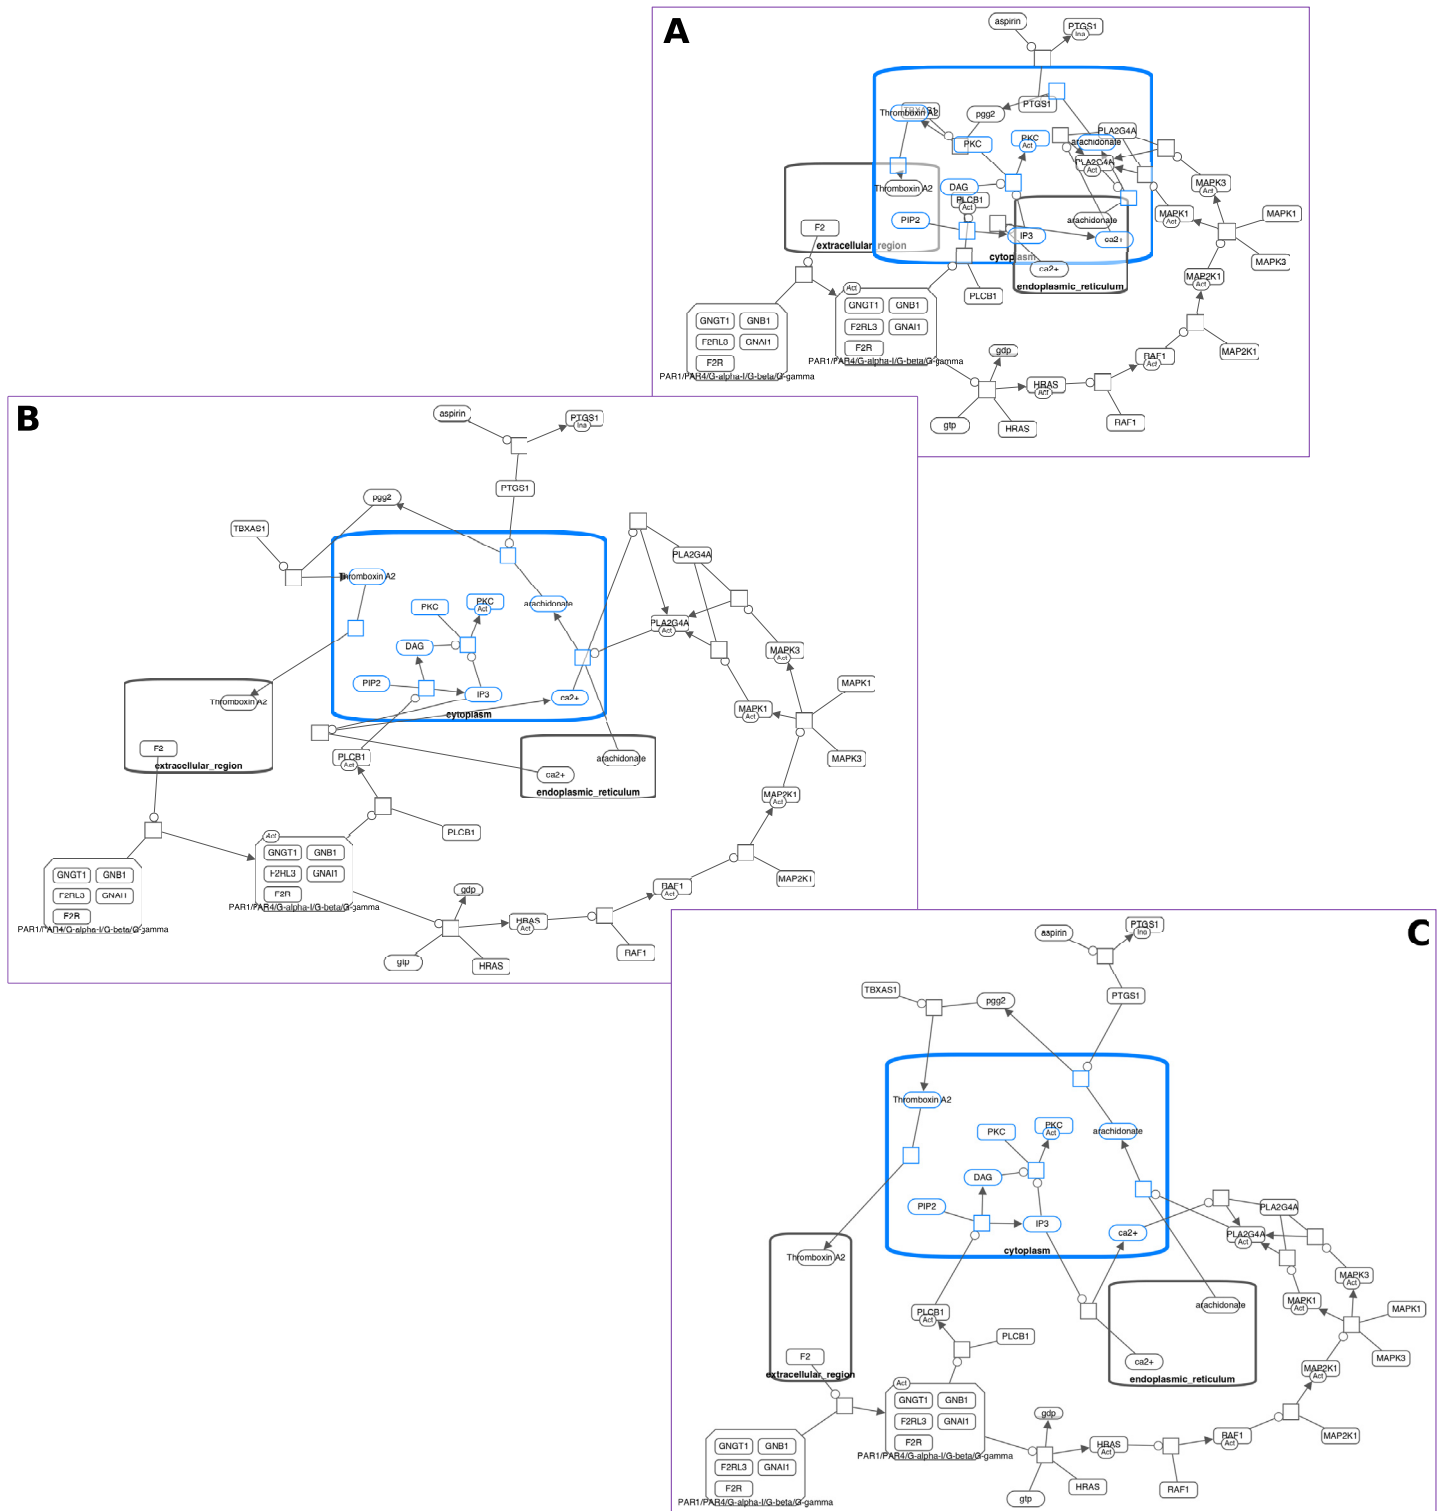 A
aspirin
PTGS1
Ina
PTGS1
pgg2
TBXAS1
Thromboxin A2
PKC
PKC
Act
PLA2G4A
arachidonate
PLA2G4A
Act
DAG
Thromboxin A2
PLCB1
Act
PIP2
IP3
F2
extracellular_region
cytoplasm
arachidonate
ca2+
ca2+
endoplasmic_reticulum
MAPK3
Act
MAPK1
Act
MAPK1
MAPK3
MAP2K1
Act
MAP2K1
PLCB1
Act
GNGT1
GNB1
F2RL3
GNAI1
F2R
PAR1/PAR4/G-alpha-I/G-beta/G-gamma
GNGT1
GNB1
F2RL3
GNAI1
F2R
PAR1/PAR4/G-alpha-I/G-beta/G-gamma
gdp
HRAS
Act
RAF1
Act
gtp
HRAS
RAF1
B
aspirin
PTGS1
Ina
PTGS1
pgg2
TBXAS1
Thromboxin A2
PKC
PKC
Act
arachidonate
DAG
PIP2
IP3
ca2+
cytoplasm
PLA2G4A
PLA2G4A
Act
MAPK3
Act
MAPK1
Act
MAPK1
MAPK3
Thromboxin A2
F2
extracellular_region
PLCB1
Act
arachidonate
ca2+
endoplasmic_reticulum
MAP2K1
Act
PLCB1
MAP2K1
Act
GNGT1
GNB1
F2RL3
GNAI1
F2R
PAR1/PAR4/G-alpha-I/G-beta/G-gamma
GNGT1
GNB1
F2RL3
GNAI1
F2R
PAR1/PAR4/G-alpha-I/G-beta/G-gamma
gdp
HRAS
Act
RAF1
Act
gtp
HRAS
RAF1
C
aspirin
PTGS1
Ina
TBXAS1
pgg2
PTGS1
Thromboxin A2
PKC
PKC
Act
arachidonate
DAG
PIP2
IP3
ca2+
cytoplasm
PLA2G4A
PLA2G4A
Act
MAPK3
Act
MAPK1
Act
MAPK1
MAPK3
Thromboxin A2
F2
extracellular_region
PLCB1
Act
PLCB1
arachidonate
ca2+
endoplasmic_reticulum
MAP2K1
Act
MAP2K1
Act
GNGT1
GNB1
F2RL3
GNAI1
F2R
PAR1/PAR4/G-alpha-I/G-beta/G-gamma
GNGT1
GNB1
F2RL3
GNAI1
F2R
PAR1/PAR4/G-alpha-I/G-beta/G-gamma
gdp
HRAS
Act
RAF1
Act
gtp
HRAS
RAF1